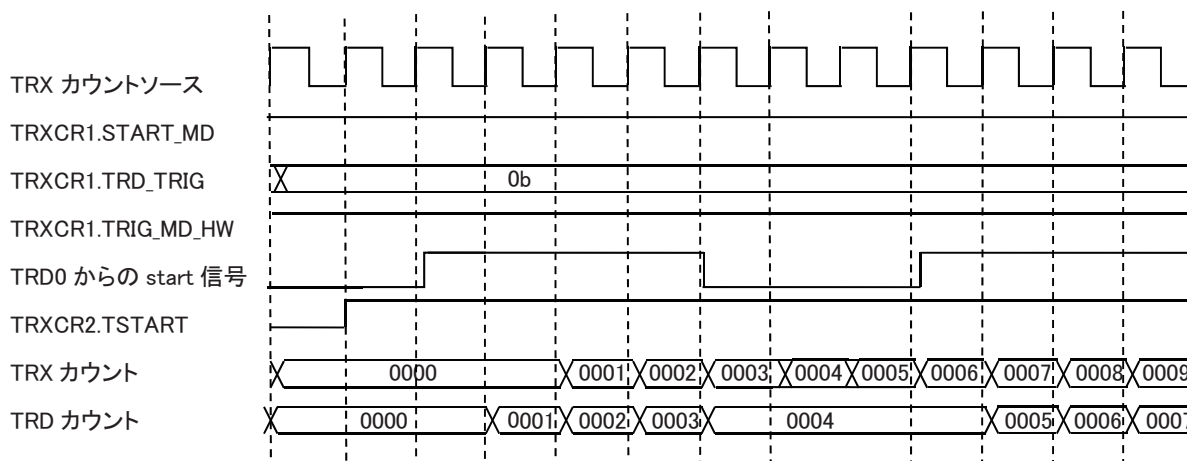 TRX カウントソース
TRXCR1.START_MD
TRXCR1.TRD_TRIG 0b
TRXCR1.TRIG_MD_HW
TRD0 からの start 信号
TRXCR2.TSTART
TRX カウント 0000 0001 0002 0003 0004 0005 0006 0007 0008 0009
TRD カウント 0000 0001 0002 0003 0004 0005 0006 0007